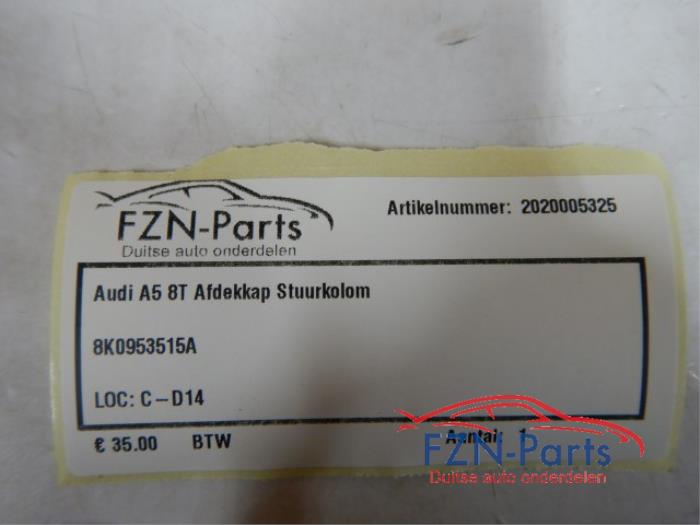 FZN-Parts
Duitse auto onderdelen
Artikelnummer: 2020005325
Audi A5 8T Afdekkap Stuurkolom
8K0953515A
LOC: C-D14
€ 35.00 BTW Aantal: 1
FZN-Parts
Duitse auto onderdelen